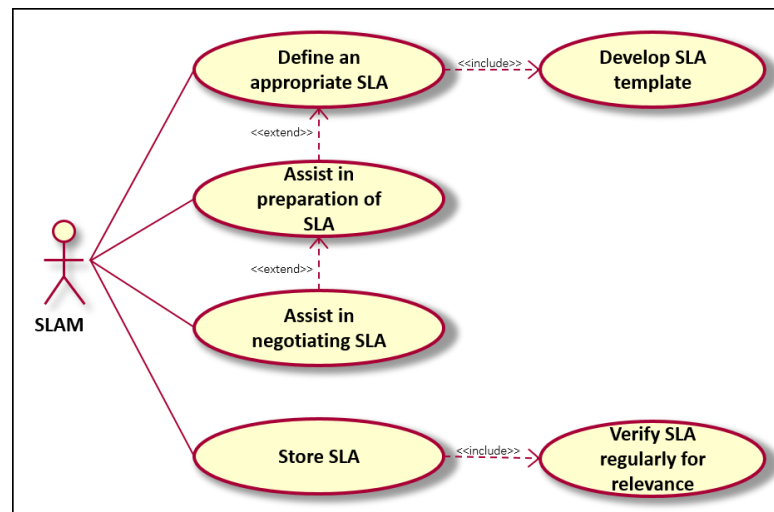 Define an
appropriate SLA
<<include>>
Develop SLA
template
<<extend>>
Assist in
preparation of
SLA
<<extend>>
SLAM
Assist in
negotiating SLA
Store SLA
<<include>>
Verify SLA
regularly for
relevance